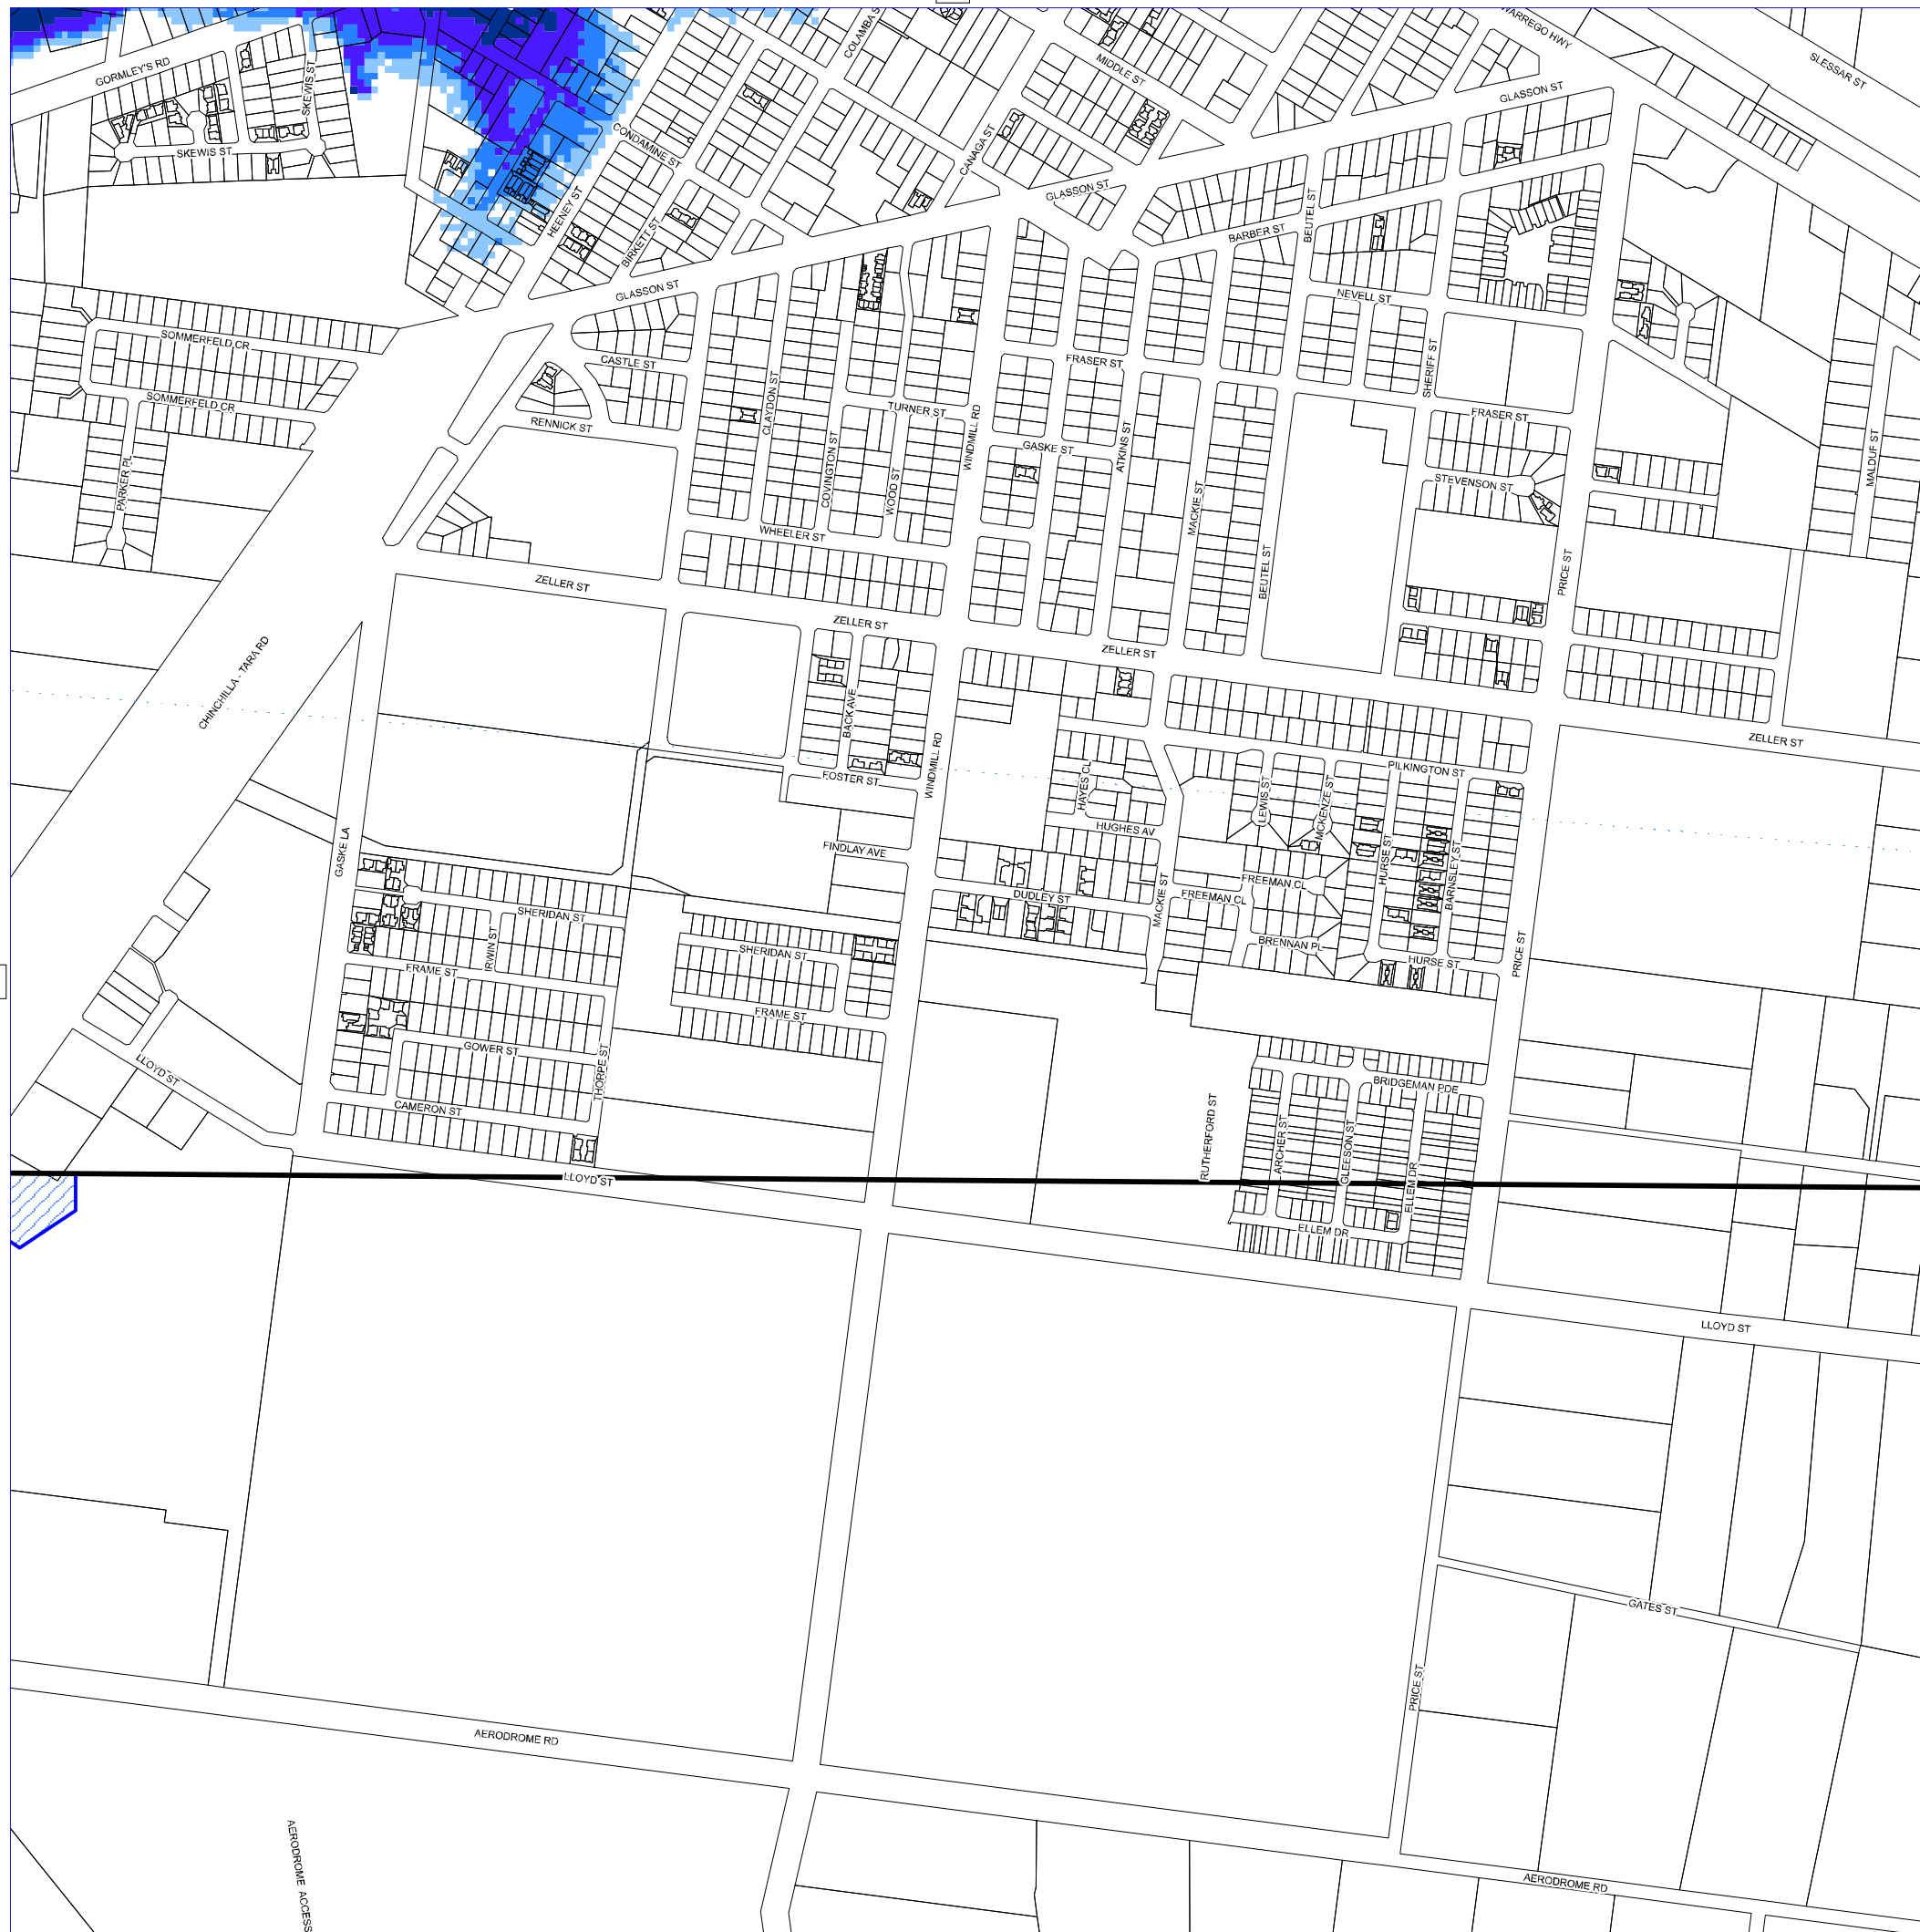 COLAMBA S
WARREGO HWY
SLESSAR ST
GORMLEY'S RD
SKEWIS ST
MIDDLE ST
GLASSON ST
SKEWIS ST
CONDAMINE ST
CANAGA ST
GLASSON ST
HEENEY ST
BIRKETT ST
BEUTEL ST
BARBER ST
GLASSON ST
NEVELL ST
SOMMERFELD CR
CASTLE ST
FRASER ST
SHERIFF ST
SOMMERFELD CR
CLAYDON ST
TURNER ST
FRASER ST
RENNICK ST
WINDMILL RD
GASKE ST
ATKINS ST
MALDUF ST
PARKER PL
COVINGTON ST
WOOD ST
STEVENSON ST
MACKIE ST
WHEELER ST
BEUTEL ST
PRICE ST
ZELLER ST
ZELLER ST
ZELLER ST
CHINCHILLA - TARA RD
BACK AVE
ZELLER ST
WINDMILL RD
FOSTER ST
PILKINGTON ST
HAYES CL
LEWIS ST
MCKENZE ST
HUGHES AV
GASKE LA
FINDLAY AVE
HURSE ST
BARNSLEY ST
FREEMAN CL
FREEMAN CL
DUDLEY ST
MACKIE ST
SHERIDAN ST
IRWIN ST
SHERIDAN ST
BRENNAN PL
PRICE ST
HURSE ST
FRAME ST
FRAME ST
GOWER ST
THORPE ST
LLOYD ST
BRIDGEMAN PDE
CAMERON ST
RUTHERFORD ST
ARCHER ST
GLEESON ST
ELLEM DR
LLOYD ST
ELLEM DR
LLOYD ST
GATES ST
PRICE ST
AERODROME RD
AERODROME ACCESS
AERODROME RD